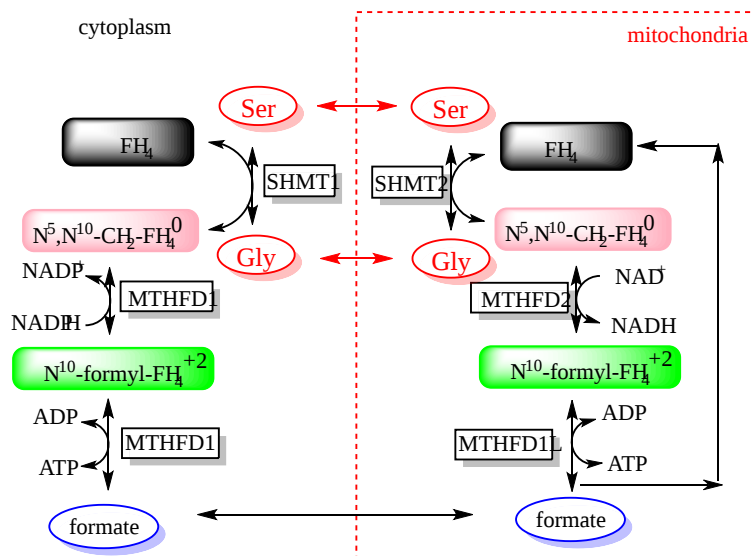 cytoplasm
mitochondria
Ser
Ser
FH4
FH4
SHMT1
SHMT2
N5,N10-CH2-FH4 0
N5,N10-CH2-FH4 0
Gly
Gly
NADP+
NAD+
MTHFD1
MTHFD2
NADPH
NADH
N10-formyl-FH4 +2
N10-formyl-FH4 +2
ADP
ADP
MTHFD1
MTHFD1L
ATP
ATP
formate
formate